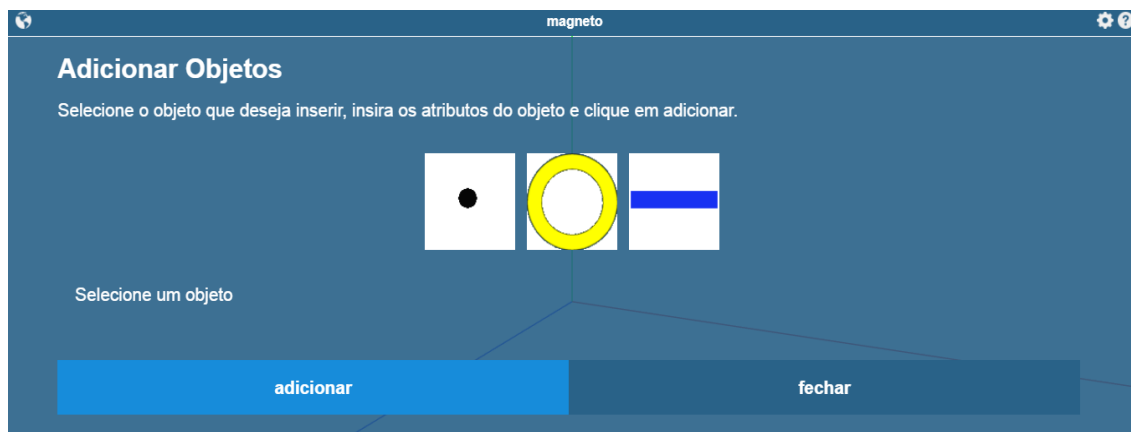 magneto
Adicionar Objetos
Selecione o objeto que deseja inserir, insira os atributos do objeto e clique em adicionar.
Selecione um objeto
adicionar
fechar